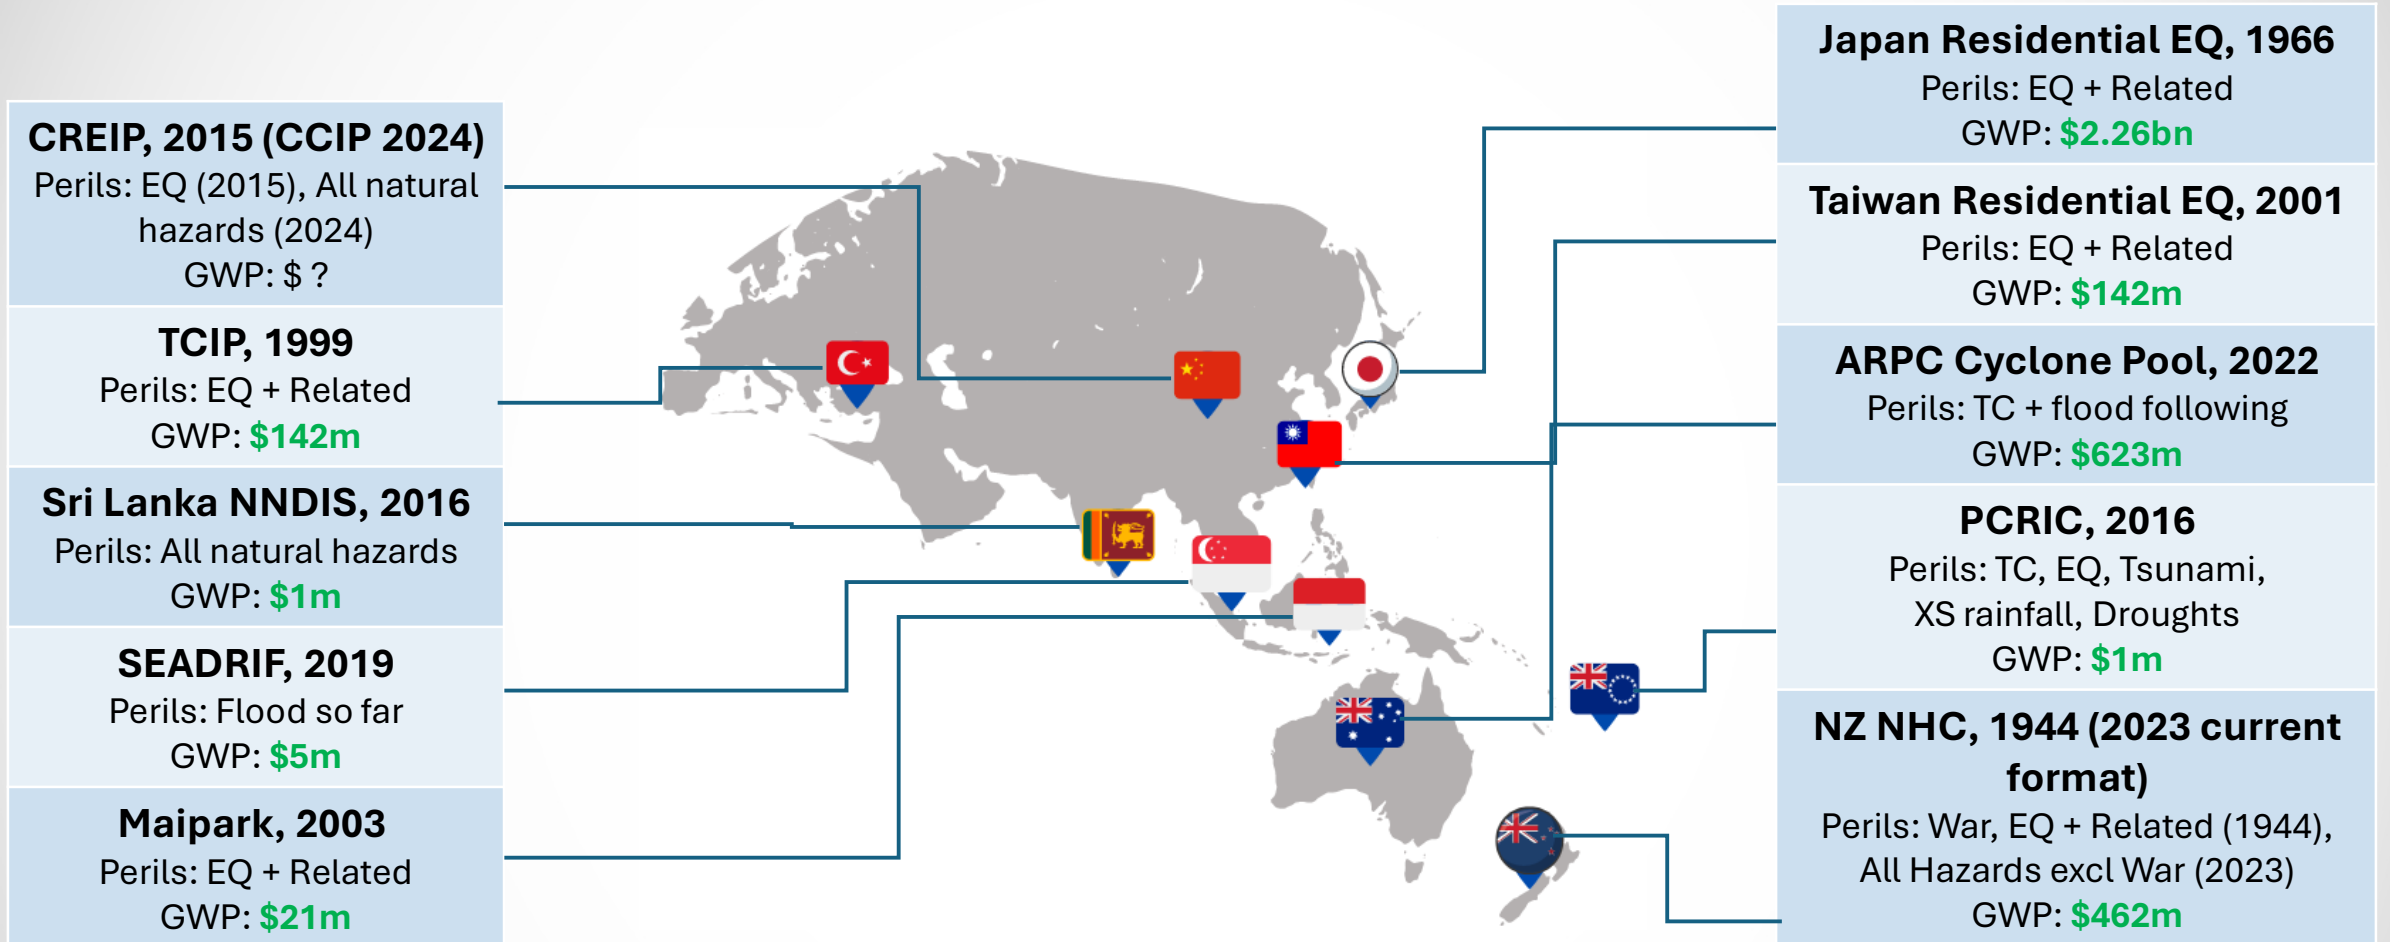 CREIP, 2015 (CCIP 2024)
Perils: EQ (2015), All natural
hazards (2024)
GWP: $ ?
TCIP, 1999
Perils: EQ + Related
GWP: $142m
Sri Lanka NNDIS, 2016
Perils: All natural hazards
GWP: $1m
SEADRIF, 2019
Perils: Flood so far
GWP: $5m
Maipark, 2003
Perils: EQ + Related
GWP: $21m
Japan Residential EQ, 1966
Perils: EQ + Related
GWP: $2.26bn
Taiwan Residential EQ, 2001
Perils: EQ + Related
GWP: $142m
ARPC Cyclone Pool, 2022
Perils: TC + flood following
GWP: $623m
PCRIC, 2016
Perils: TC, EQ, Tsunami,
XS rainfall, Droughts
GWP: $1m
NZ NHC, 1944 (2023 current
format)
Perils: War, EQ + Related (1944),
All Hazards excl War (2023)
GWP: $462m